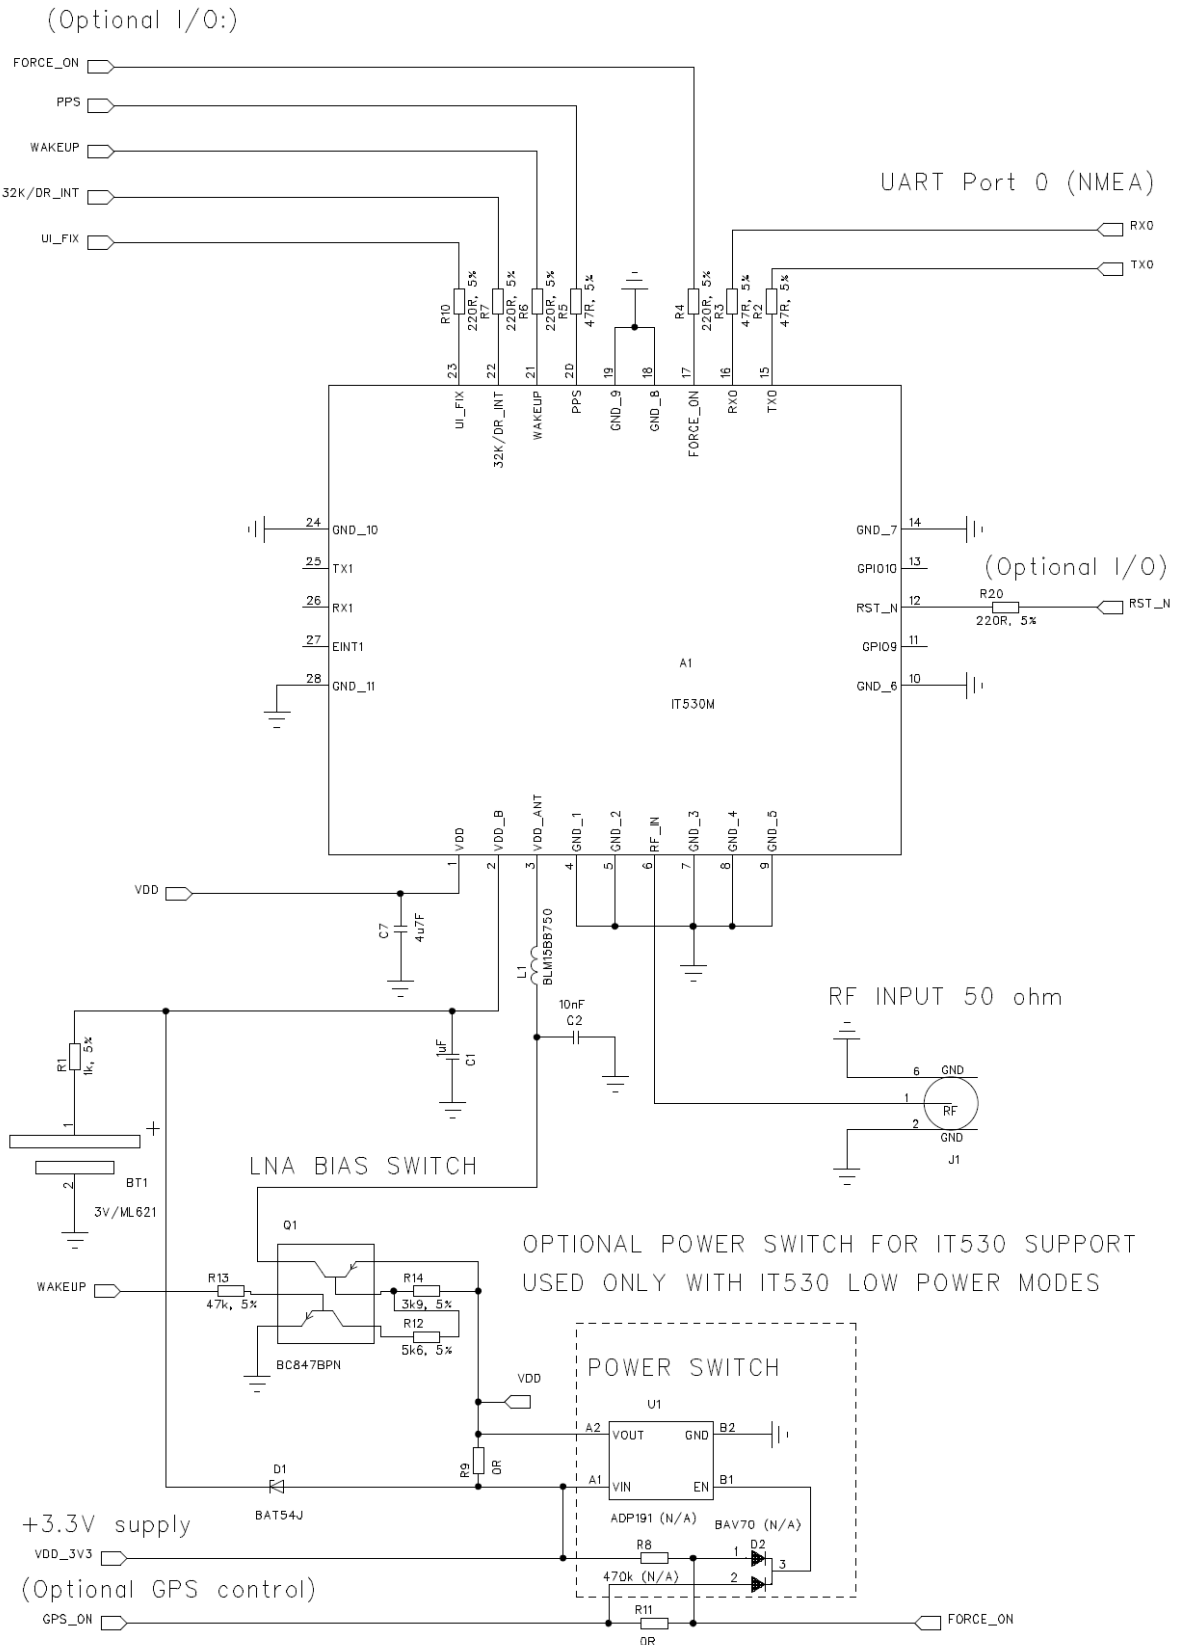 (Optional I/O:)
FORCE_ON
PPS
WAKEUP
32K/DR_INT
UI_FIX
UART Port 0 (NMEA)
RX0
TX0
R10
220R, 5%
R7
220R, 5%
R6
220R, 5%
R5
47R, 5%
R4
220R, 5%
R3
47R, 5%
R2
47R, 5%
23
22
21
20
19
18
17
16
15
UI_FIX
32K/DR_INT
WAKEUP
PPS
GND_9
GND_8
FORCE_ON
RX0
TX0
24
GND_10
25
TX1
26
RX1
27
EINT1
28
GND_11
GND_7
14
GPIO10
13
RST_N
12
GPIO9
11
GND_6
10
(Optional I/O)
R20
220R, 5%
RST_N
A1
IT530M
VDD
VDD_B
VDD_ANT
GND_1
GND_2
RF_IN
GND_3
GND_4
GND_5
1
2
3
4
5
6
7
8
9
VDD
C7
4u7F
L1
BLM15BB750
10nF
C2
R1
1k, 5%
1uF
C1
RF INPUT 50 ohm
6
GND
1
RF
2
GND
J1
1
+
2
BT1
3V/ML621
LNA BIAS SWITCH
Q1
WAKEUP
R13
47k, 5%
R14
3k9, 5%
R12
5k6, 5%
BC847BPN
OPTIONAL POWER SWITCH FOR IT530 SUPPORT
USED ONLY WITH IT530 LOW POWER MODES
POWER SWITCH
VDD
U1
A2
VOUT
GND
B2
R9
0R
A1
VIN
EN
B1
D1
BAT54J
ADP191 (N/A)
BAV70 (N/A)
+3.3V supply
VDD_3V3
R8
470k (N/A)
1
D2
2
3
(Optional GPS control)
GPS_ON
R11
0R
FORCE_ON